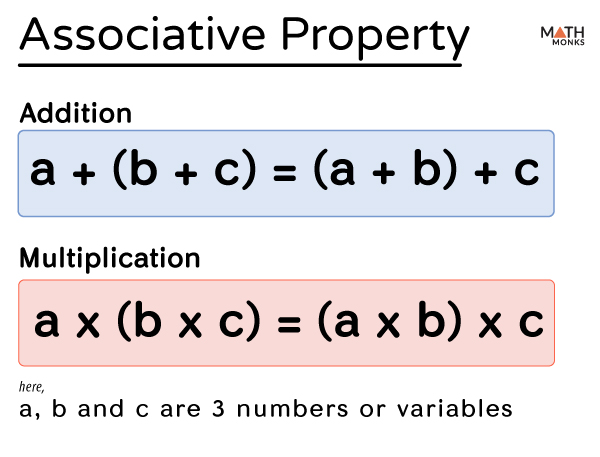 Associative Property
MATH
MONKS
Addition
a + (b + c) = (a + b) + c
Multiplication
a x (b x c) = (a x b) x c
here,
a, b and c are 3 numbers or variables